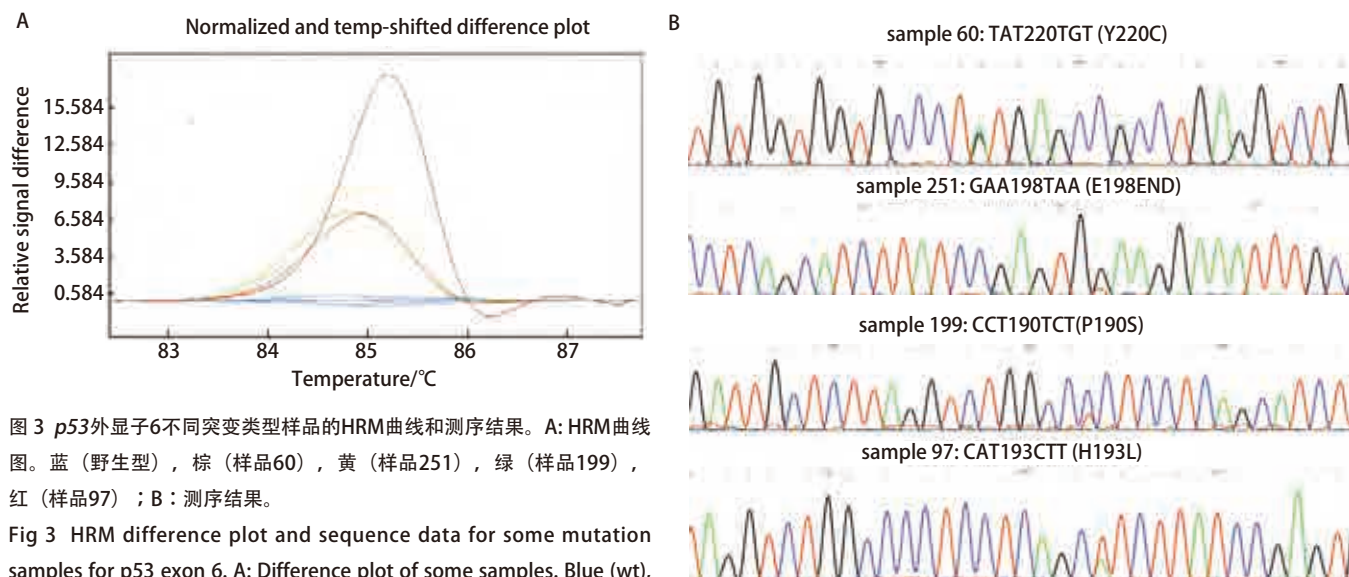 A
Normalized and temp-shifted difference plot
Relative signal difference
15.584
12.584
9.584
6.584
3.584
0.584
83 84 85 86 87
Temperature/℃
图 3 p53外显子6不同突变类型样品的HRM曲线和测序结果。A: HRM曲线
图。蓝（野生型），棕（样品60），黄（样品251），绿（样品199），
红（样品97）；B：测序结果。
Fig 3 HRM difference plot and sequence data for some mutation
samples for p53 exon 6. A: Difference plot of some samples. Blue (wt),
B
sample 60: TAT220TGT (Y220C)
sample 251: GAA198TAA (E198END)
sample 199: CCT190TCT(P190S)
sample 97: CAT193CTT (H193L)